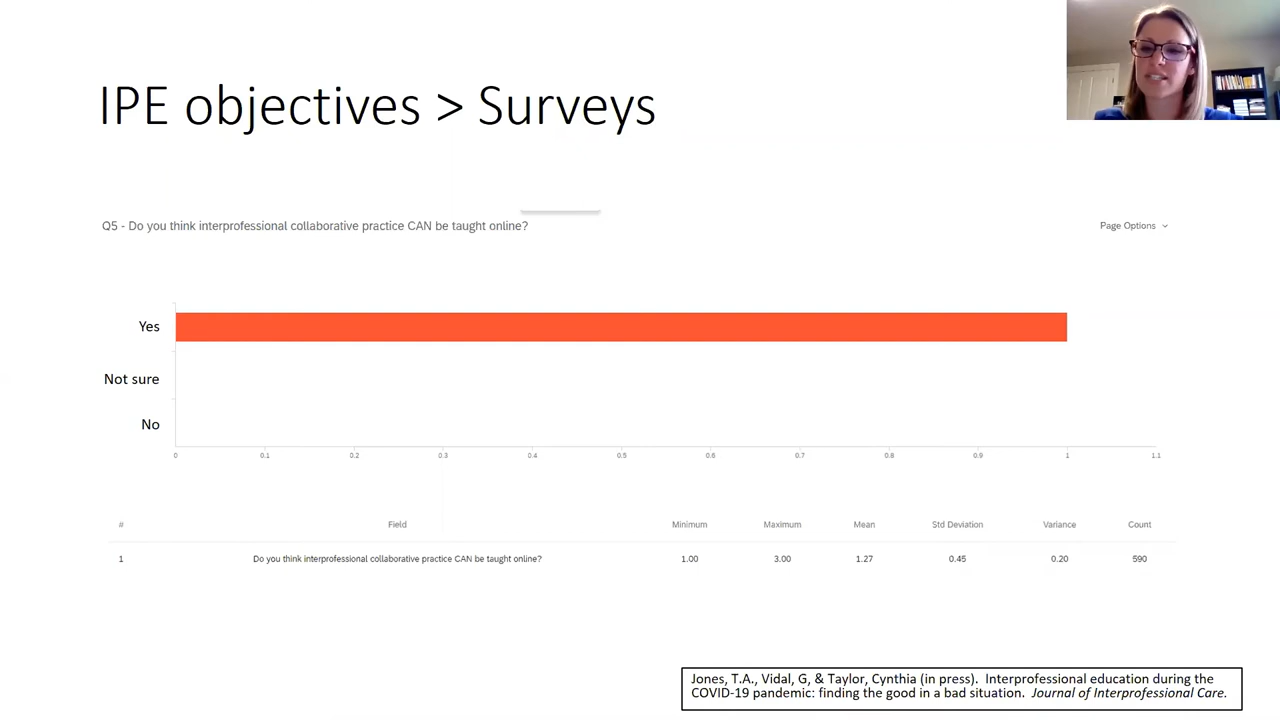 IPE objectives > Surveys
Q5 - Do you think interprofessional collaborative practice CAN be taught online?
Page Options
Yes
Not sure
No
0 0.1 0.2 0.3 0.4 0.5 0.6 0.7 0.8 0.9 1 1.1
# Field Minimum Maximum Mean Std Deviation Variance Count
1 Do you think interprofessional collaborative practice CAN be taught online? 1.00 3.00 1.27 0.45 0.20 590
Jones, T.A., Vidal, G, & Taylor, Cynthia (in press). Interprofessional education during the
COVID-19 pandemic: finding the good in a bad situation. Journal of Interprofessional Care.